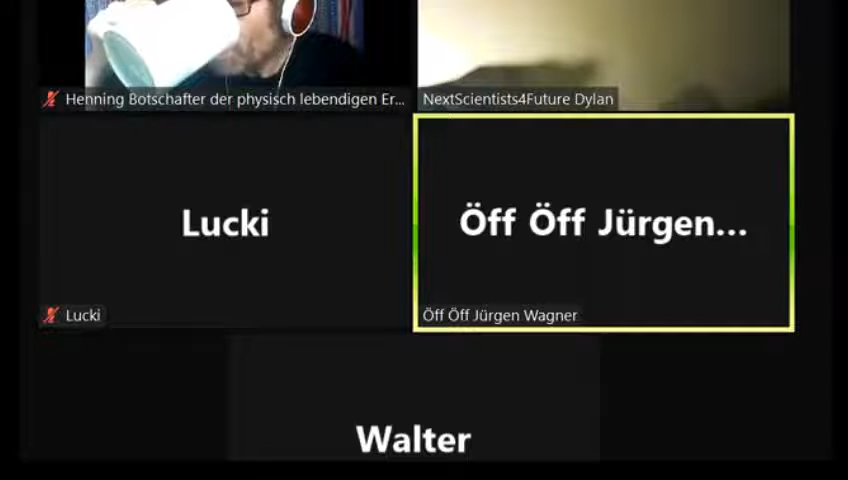 Henning Botschafter der physisch lebendigen Er...
NextScientists4Future Dylan
Lucki
Öff Öff Jürgen...
Lucki
Öff Öff Jürgen Wagner
Walter